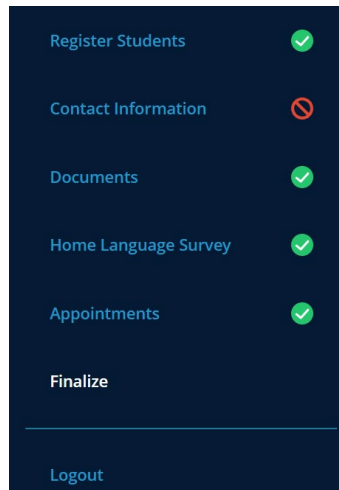 Register Students
Contact Information
Documents
Home Language Survey
Appointments
Finalize
Logout